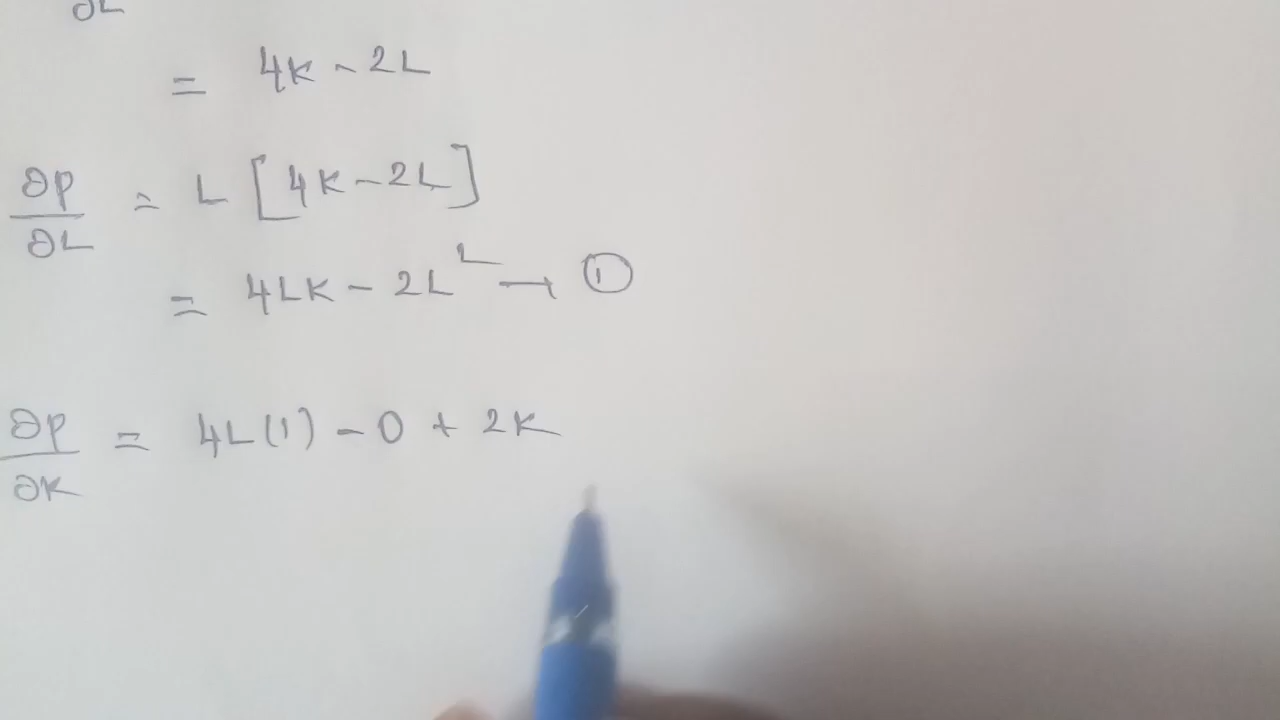 ∂L
= 4K - 2L
∂P/∂L = L [4K - 2L]
= 4LK - 2L² → ①
∂P/∂K = 4L(1) - 0 + 2K